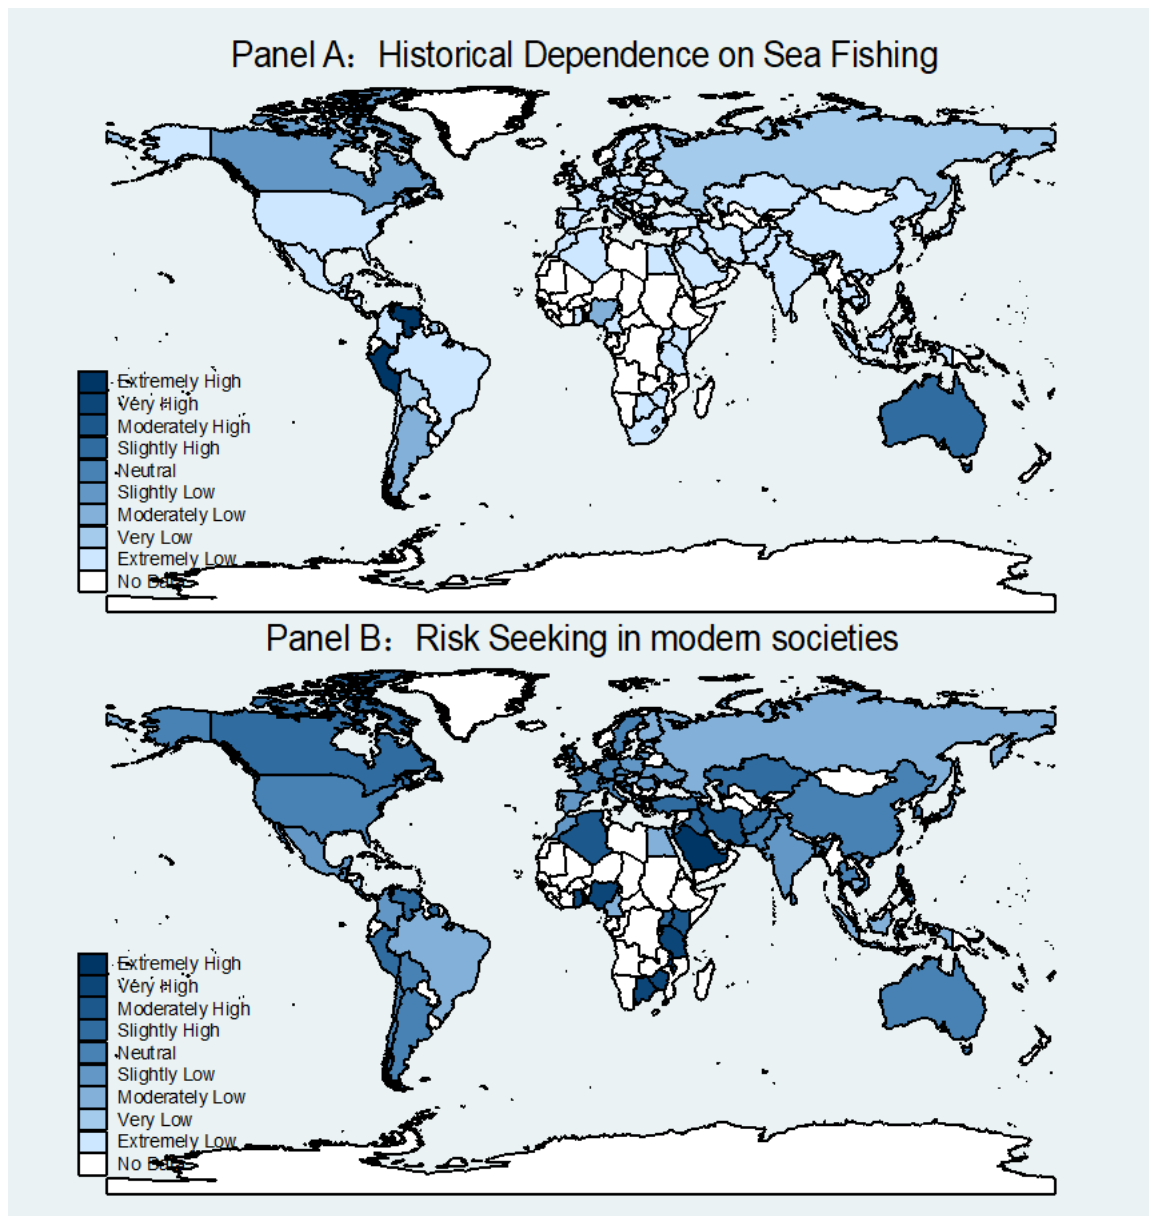 Panel A： Historical Dependence on Sea Fishing
Extremely High
Very High
Moderately High
Slightly High
Neutral
Slightly Low
Moderately Low
Very Low
Extremely Low
No Data
Panel B： Risk Seeking in modern societies
Extremely High
Very High
Moderately High
Slightly High
Neutral
Slightly Low
Moderately Low
Very Low
Extremely Low
No Data